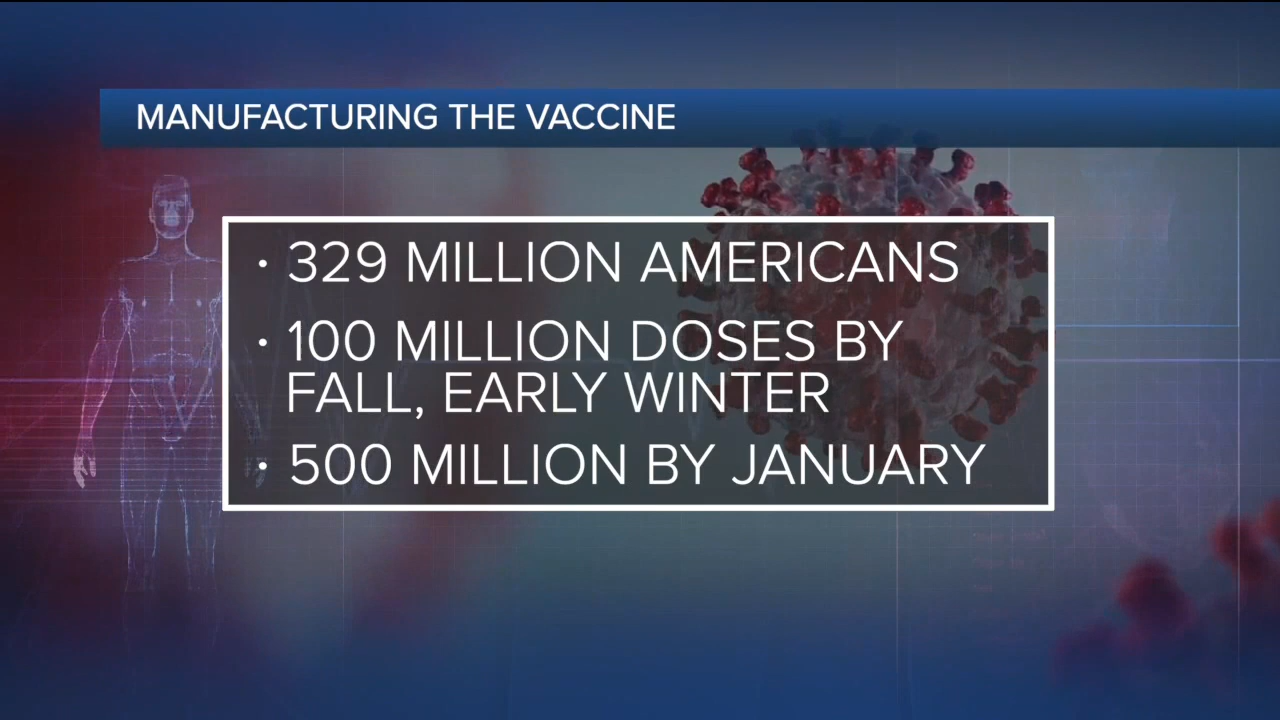 MANUFACTURING THE VACCINE
· 329 MILLION AMERICANS
· 100 MILLION DOSES BY
FALL, EARLY WINTER
· 500 MILLION BY JANUARY